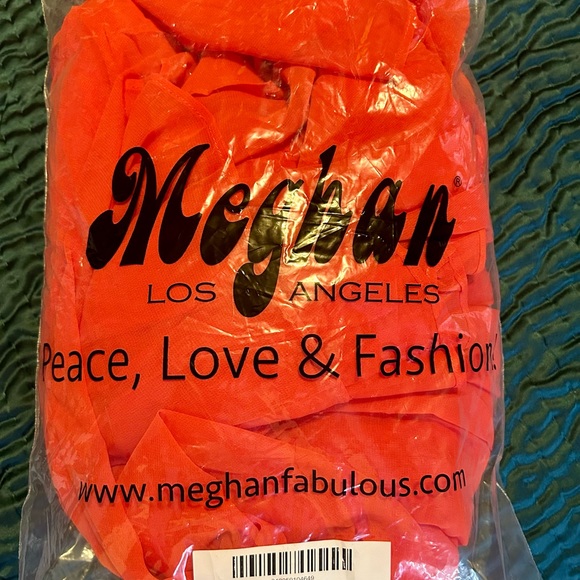 Meghan®
LOS ANGELES
Peace, Love & Fashion
www.meghanfabulous.com